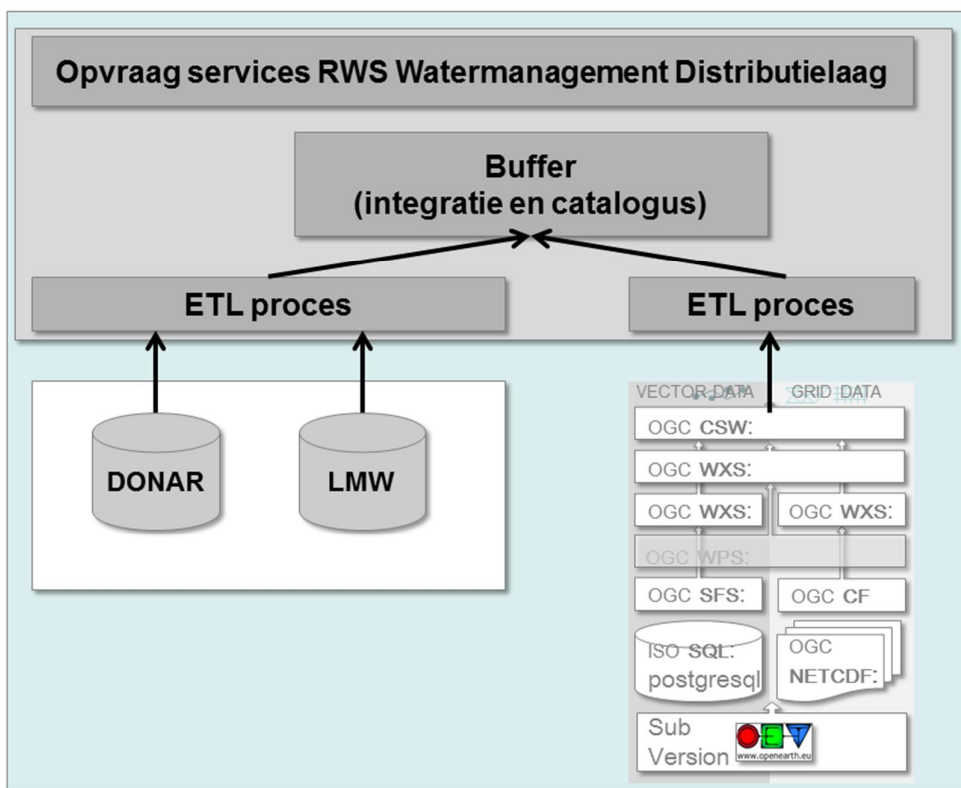 Opvraag services RWS Watermanagement Distributielaag
Buffer
(integratie en catalogus)
ETL proces
ETL proces
DONAR
LMW
VECTOR DATA
GRID DATA
OGC CSW:
OGC WXS:
OGC WXS:
OGC WXS:
OGC WPS:
OGC SFS:
OGC CF
ISO SQL:
postgresql
OGC
NETCDF:
Sub
Version
OET
www.openearth.eu